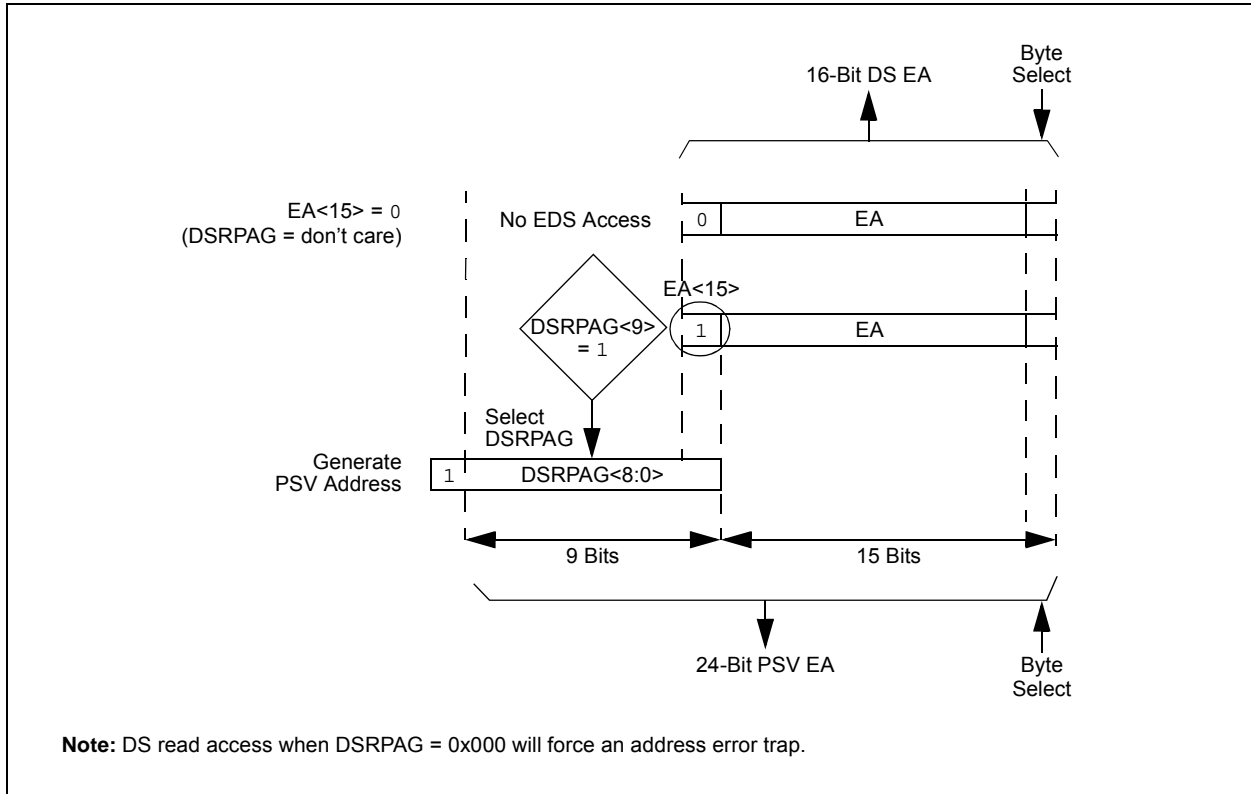 16-Bit DS EA
Byte
Select
EA<15> = 0
(DSRPAG = don't care)
No EDS Access
0
EA
EA<15>
DSRPAG<9>
= 1
1
EA
Select
DSRPAG
Generate
PSV Address
1
DSRPAG<8:0>
9 Bits
15 Bits
24-Bit PSV EA
Byte
Select
Note: DS read access when DSRPAG = 0x000 will force an address error trap.